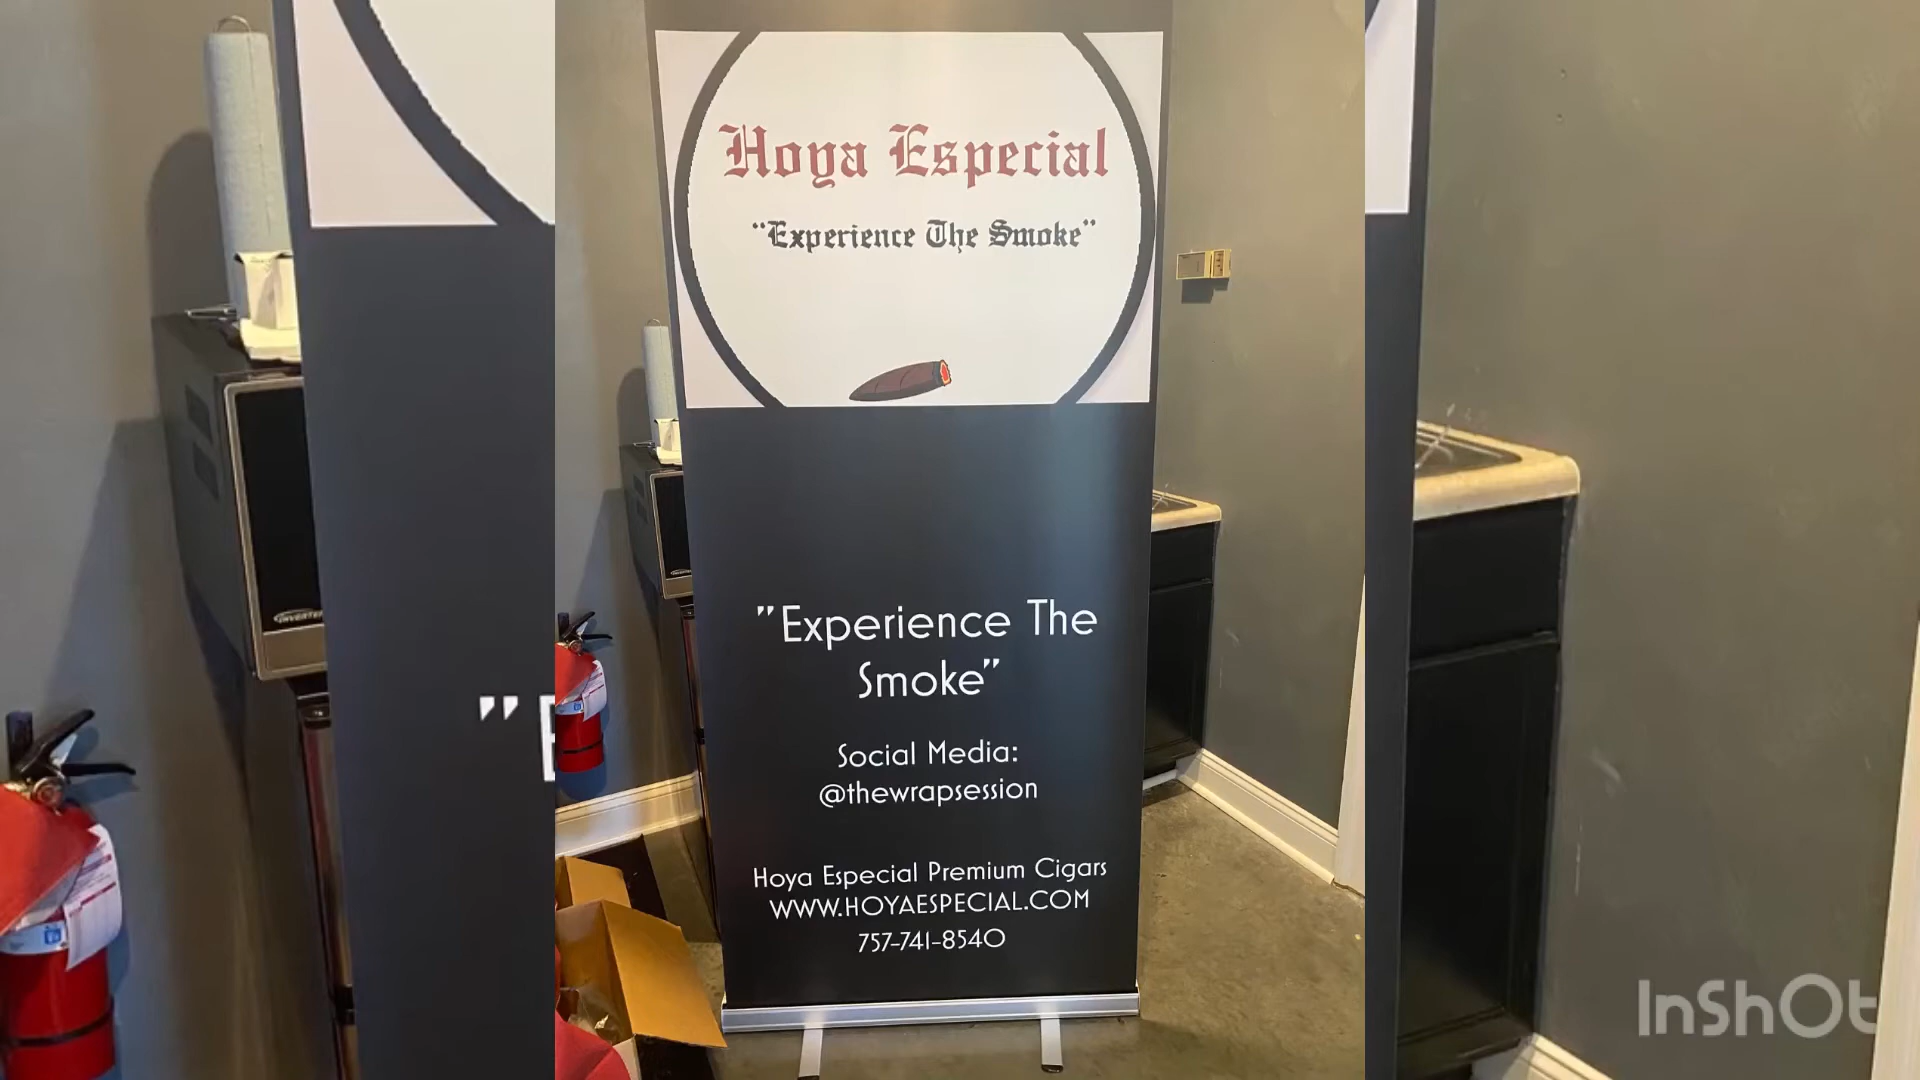 Hoya Especial
"Experience The Smoke"
"Experience The
Smoke"
Social Media:
@thewrapsession
Hoya Especial Premium Cigars
WWW.HOYAESPECIAL.COM
757-741-8540
InShOt